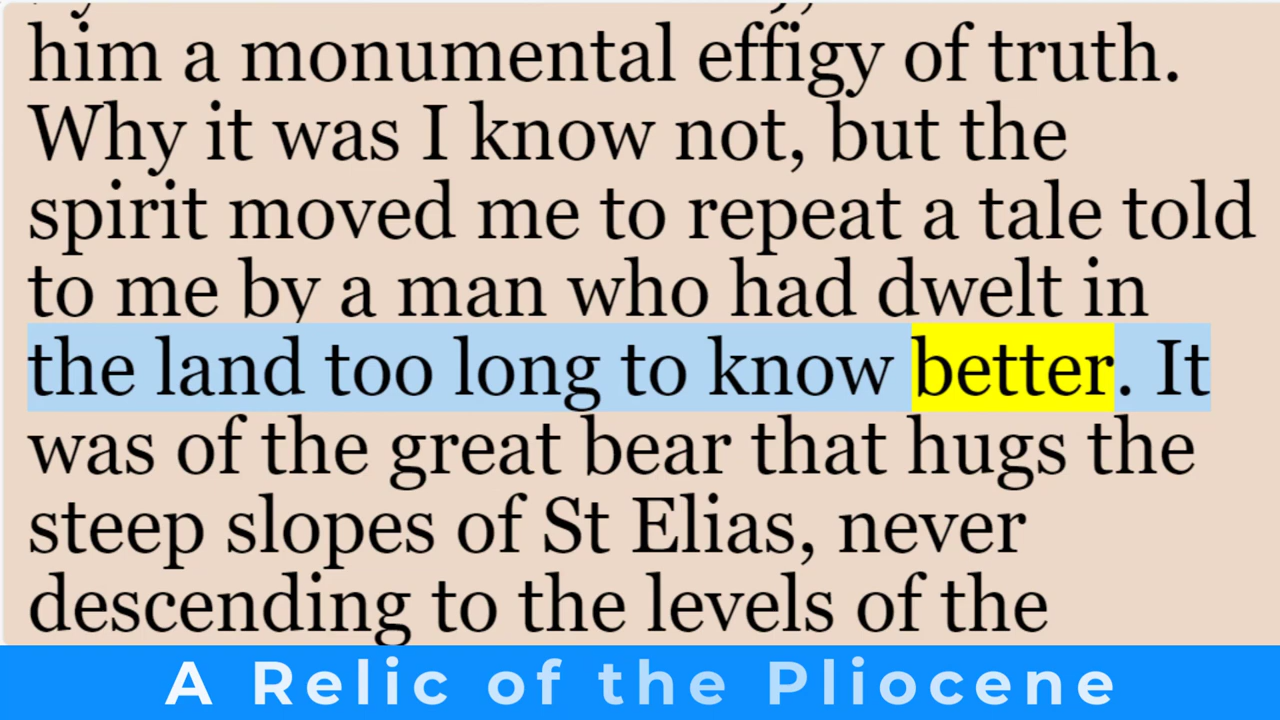 him a monumental effigy of truth.
Why it was I know not, but the
spirit moved me to repeat a tale told
to me by a man who had dwelt in
the land too long to know better. It
was of the great bear that hugs the
steep slopes of St Elias, never
descending to the levels of the
A Relic of the Pliocene